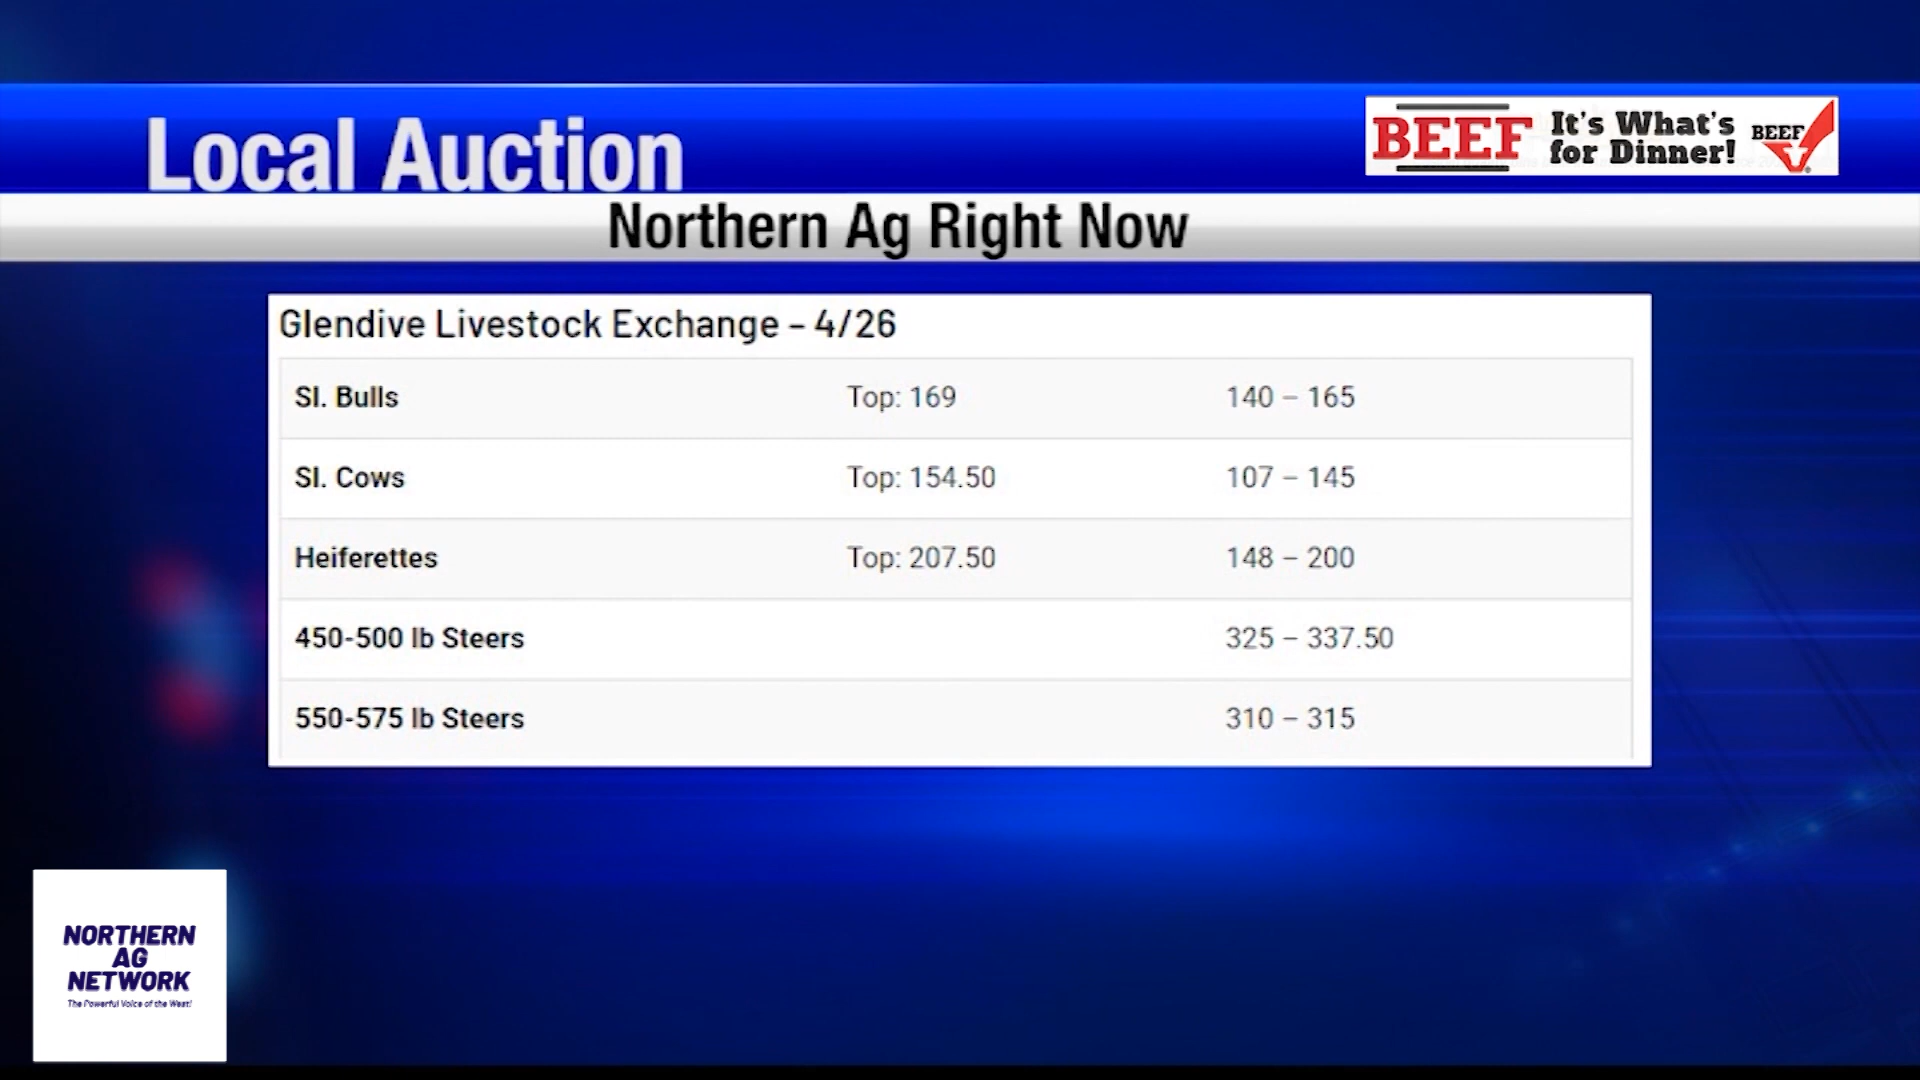 Local Auction
BEEF It's What's
for Dinner!
BEEF
Northern Ag Right Now
Glendive Livestock Exchange – 4/26
Sl. Bulls Top: 169 140 – 165
Sl. Cows Top: 154.50 107 – 145
Heiferettes Top: 207.50 148 – 200
450-500 lb Steers 325 – 337.50
550-575 lb Steers 310 – 315
NORTHERN
AG
NETWORK
The Powerful Voice of the West!